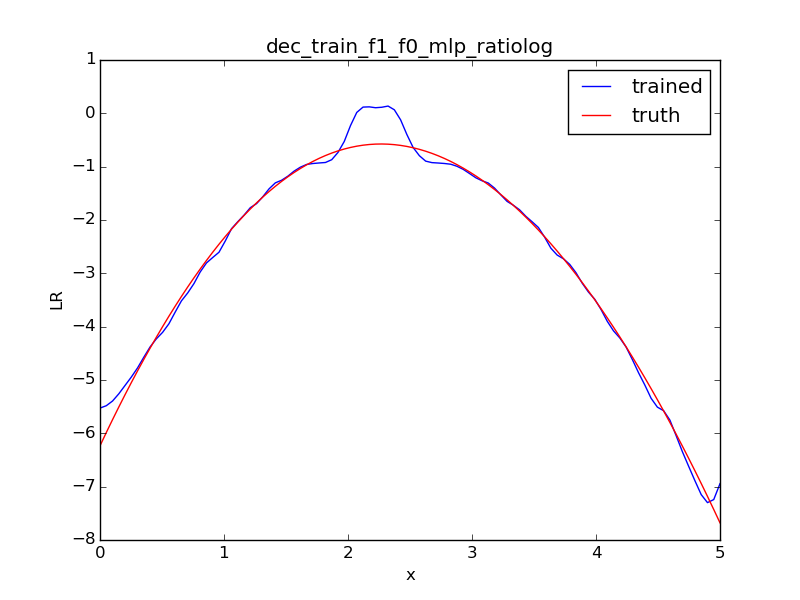 dec_train_f1_f0_mlp_ratiolog
trained
truth
LR
1
0
−1
−2
−3
−4
−5
−6
−7
−8
0 1 2 3 4 5
x